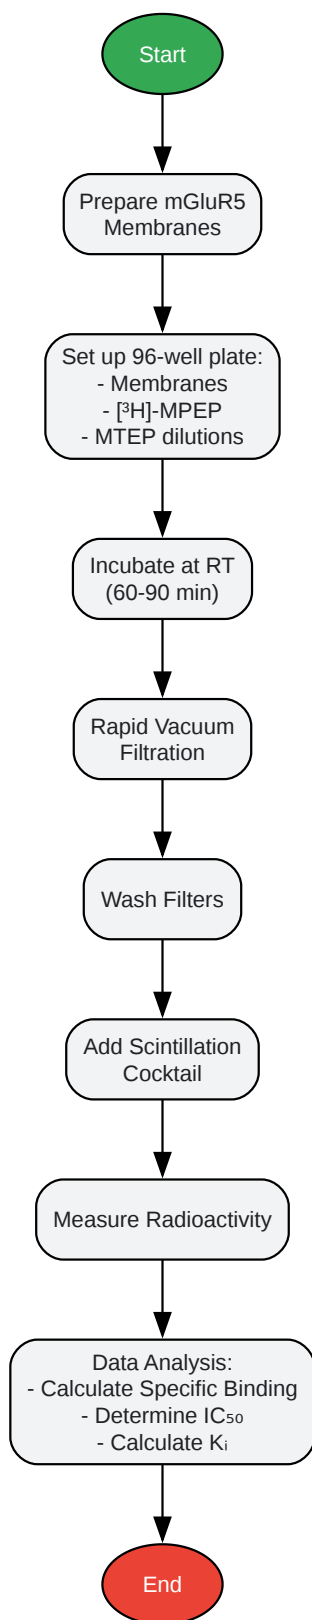 Start
Prepare mGluR5
Membranes
Set up 96-well plate:
- Membranes
- [³H]-MPEP
- MTEP dilutions
Incubate at RT
(60-90 min)
Rapid Vacuum
Filtration
Wash Filters
Add Scintillation
Cocktail
Measure Radioactivity
Data Analysis:
- Calculate Specific Binding
- Determine IC₅₀
- Calculate Kᵢ
End